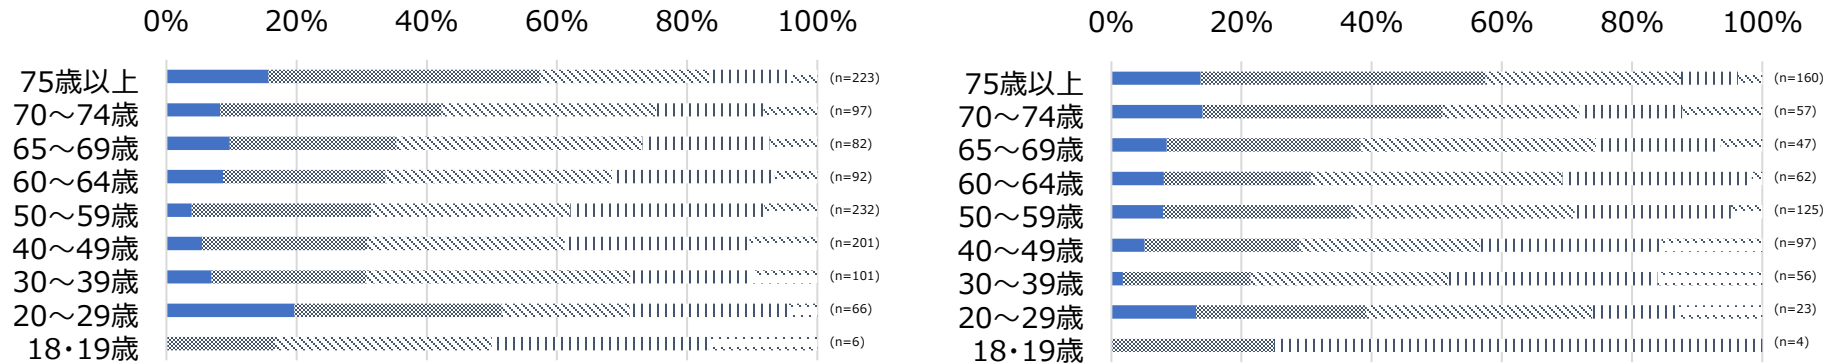 0% 20% 40% 60% 80% 100%
75歳以上 (n=223)
70～74歳 (n=97)
65～69歳 (n=82)
60～64歳 (n=92)
50～59歳 (n=232)
40～49歳 (n=201)
30～39歳 (n=101)
20～29歳 (n=66)
18・19歳 (n=6)
0% 20% 40% 60% 80% 100%
75歳以上 (n=160)
70～74歳 (n=57)
65～69歳 (n=47)
60～64歳 (n=62)
50～59歳 (n=125)
40～49歳 (n=97)
30～39歳 (n=56)
20～29歳 (n=23)
18・19歳 (n=4)